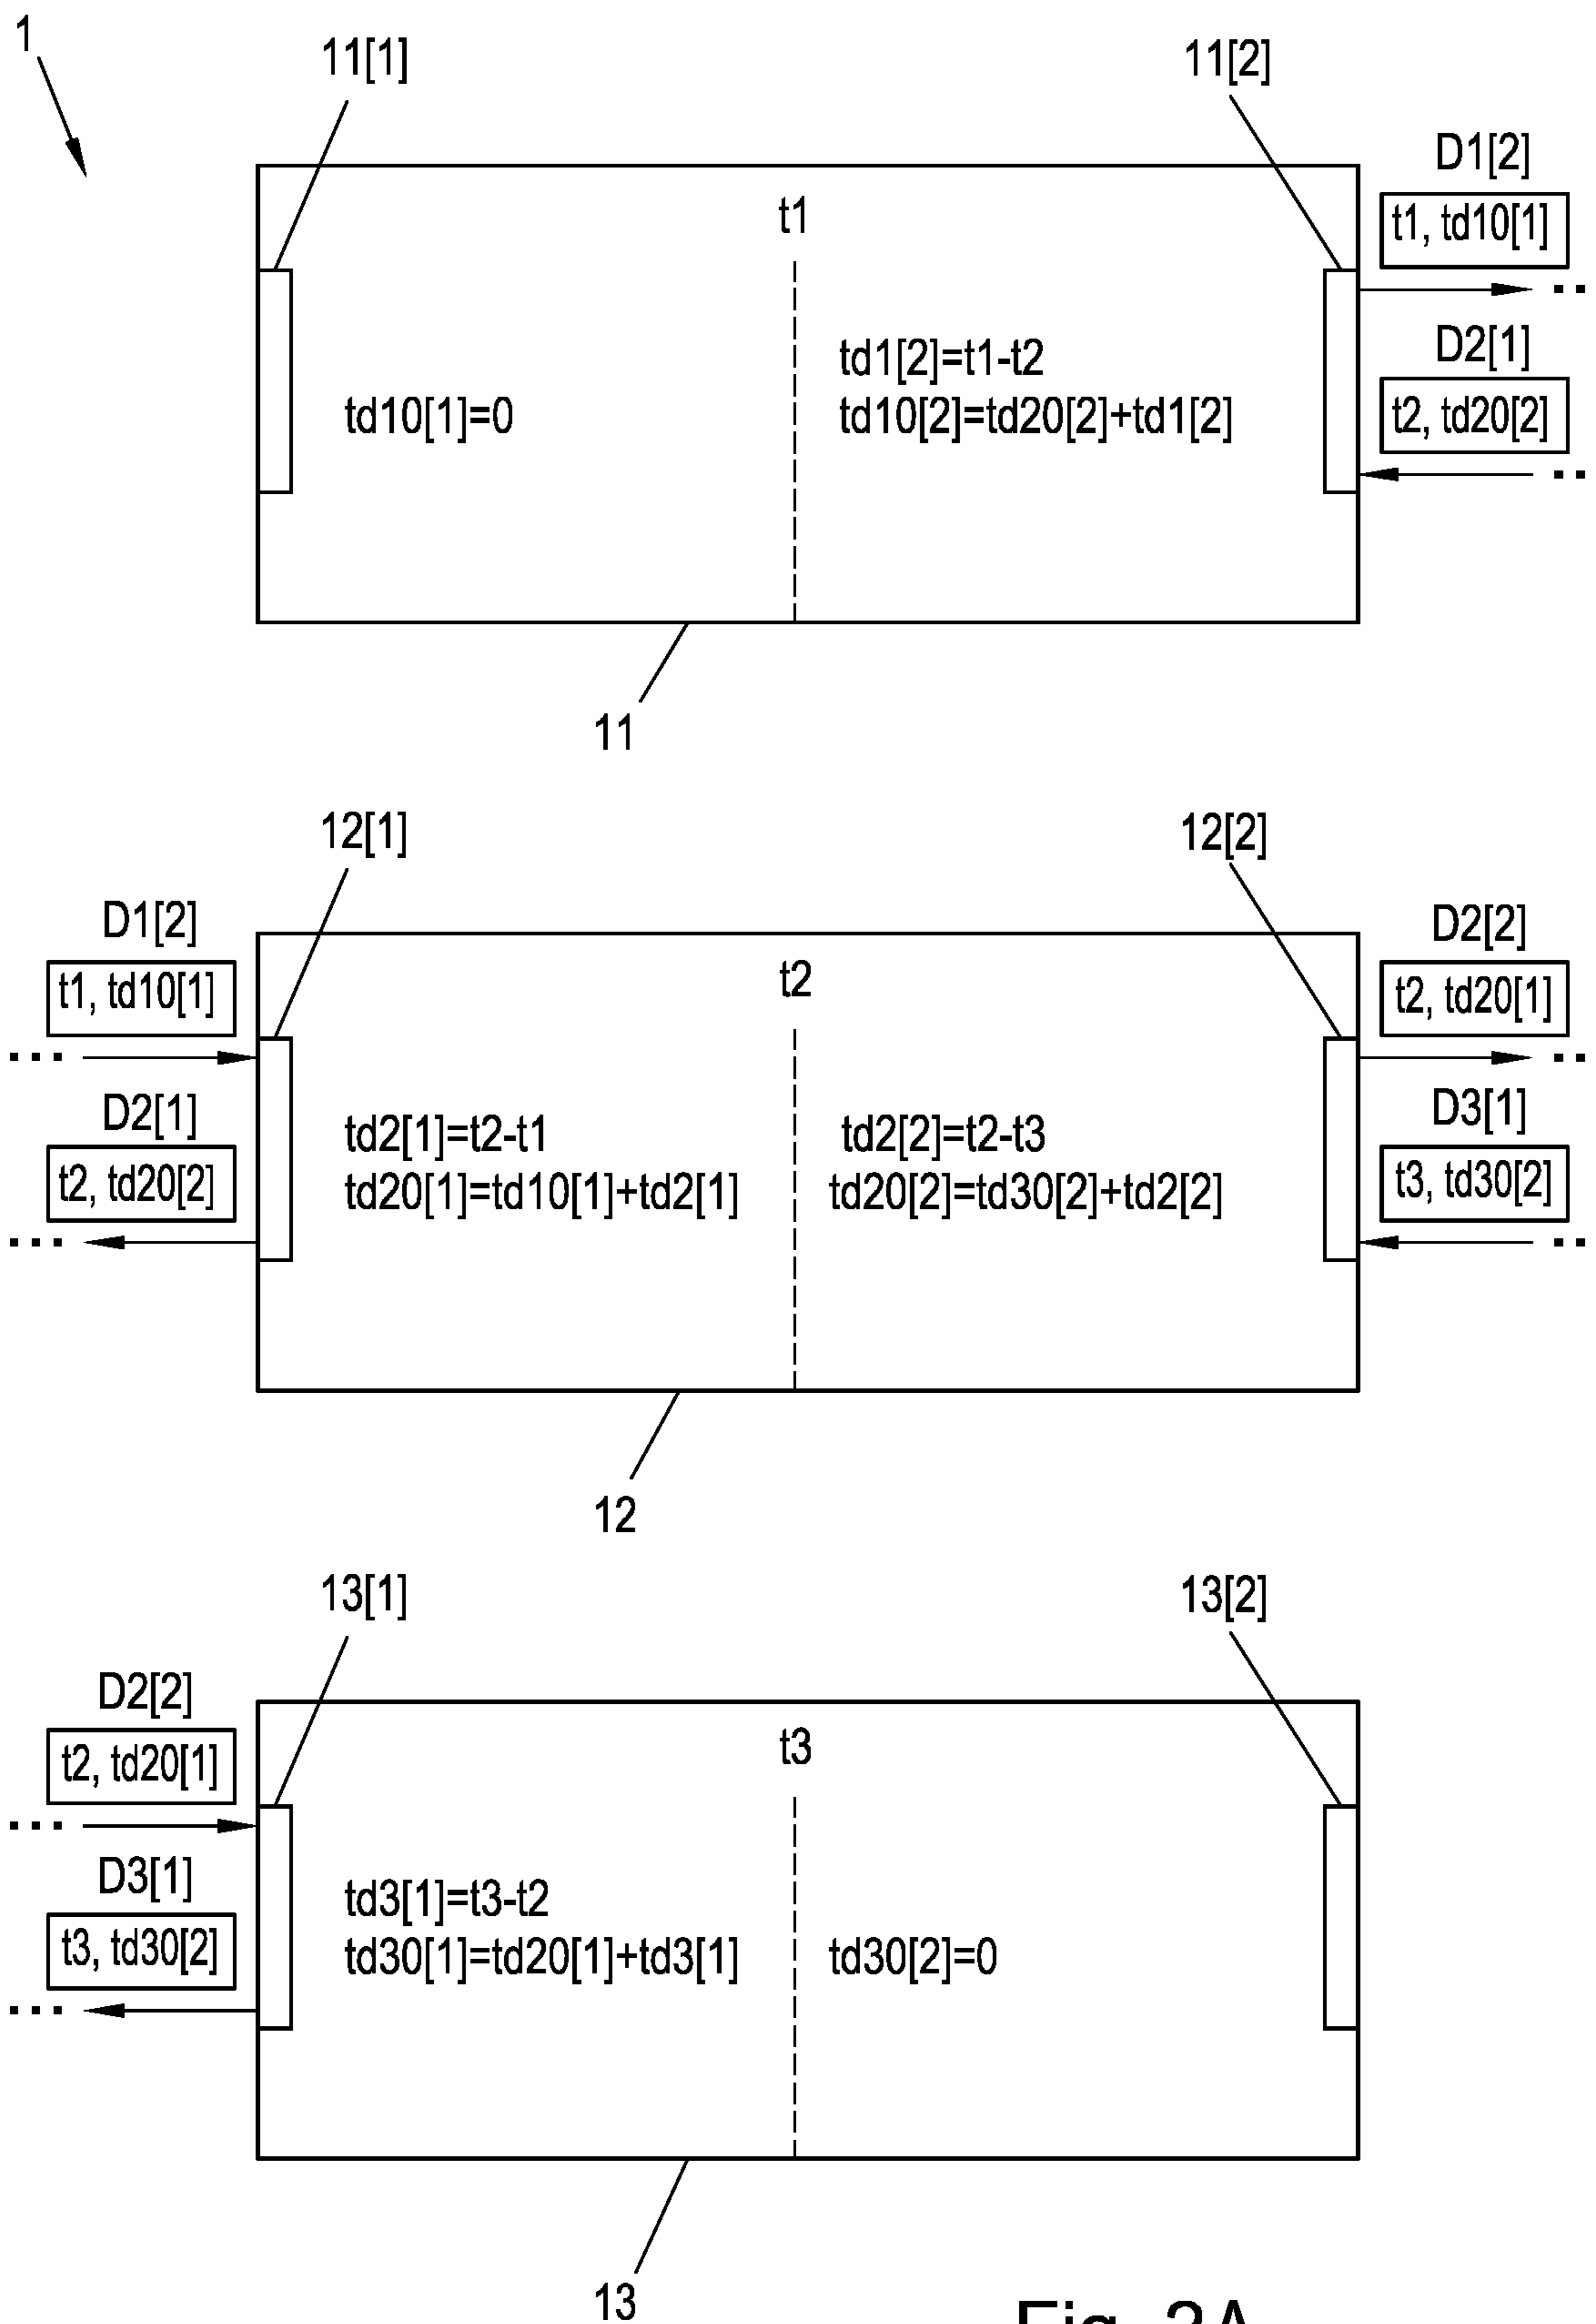 1
11[1]
11[2]
t1
D1[2]
t1, td10[1]
D2[1]
t2, td20[2]
td10[1]=0
td1[2]=t1-t2
td10[2]=td20[2]+td1[2]
11
12[1]
12[2]
D1[2]
t1, td10[1]
D2[1]
t2, td20[2]
t2
td2[1]=t2-t1
td20[1]=td10[1]+td2[1]
td2[2]=t2-t3
td20[2]=td30[2]+td2[2]
D2[2]
t2, td20[1]
D3[1]
t3, td30[2]
12
13[1]
13[2]
D2[2]
t2, td20[1]
D3[1]
t3, td30[2]
t3
td3[1]=t3-t2
td30[1]=td20[1]+td3[1]
td30[2]=0
13
Fig.